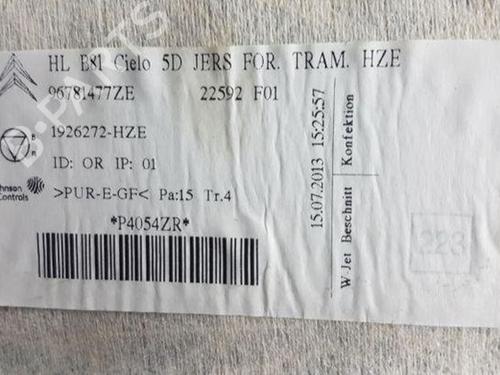 HL B81 Cielo 5D JERS FOR. TRAM. HZE
96781477ZE 22592 F01
1926272-HZE
ID: OR IP: 01
Johnson Controls
>PUR-E-GF< Pa:15 Tr.4
*P4054ZR*
15.07.2013 15:25:57
W.Jet Beschnitt Konfektion
223
B-PARTS